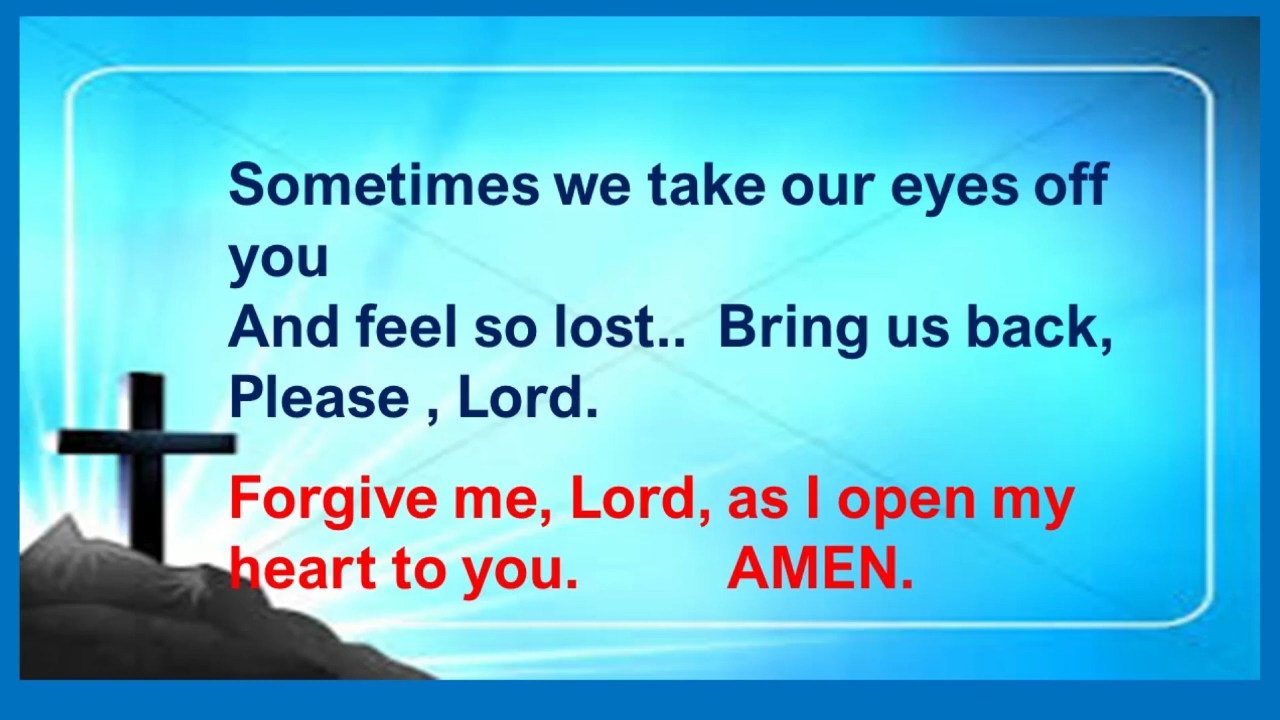 Sometimes we take our eyes off
you
And feel so lost..  Bring us back,
Please , Lord.
Forgive me, Lord, as I open my
heart to you.          AMEN.